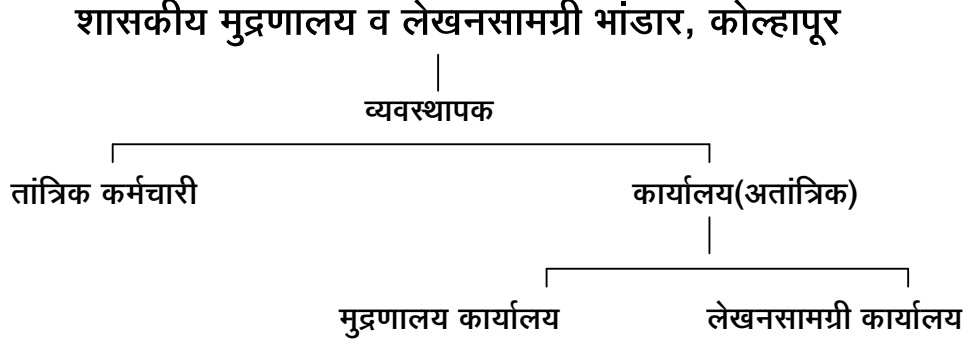 शासकीय मुद्रणालय व लेखनसामग्री भांडार, कोल्हापूर
व्यवस्थापक
तांत्रिक कर्मचारी
कार्यालय(अतांत्रिक)
मुद्रणालय कार्यालय
लेखनसामग्री कार्यालय